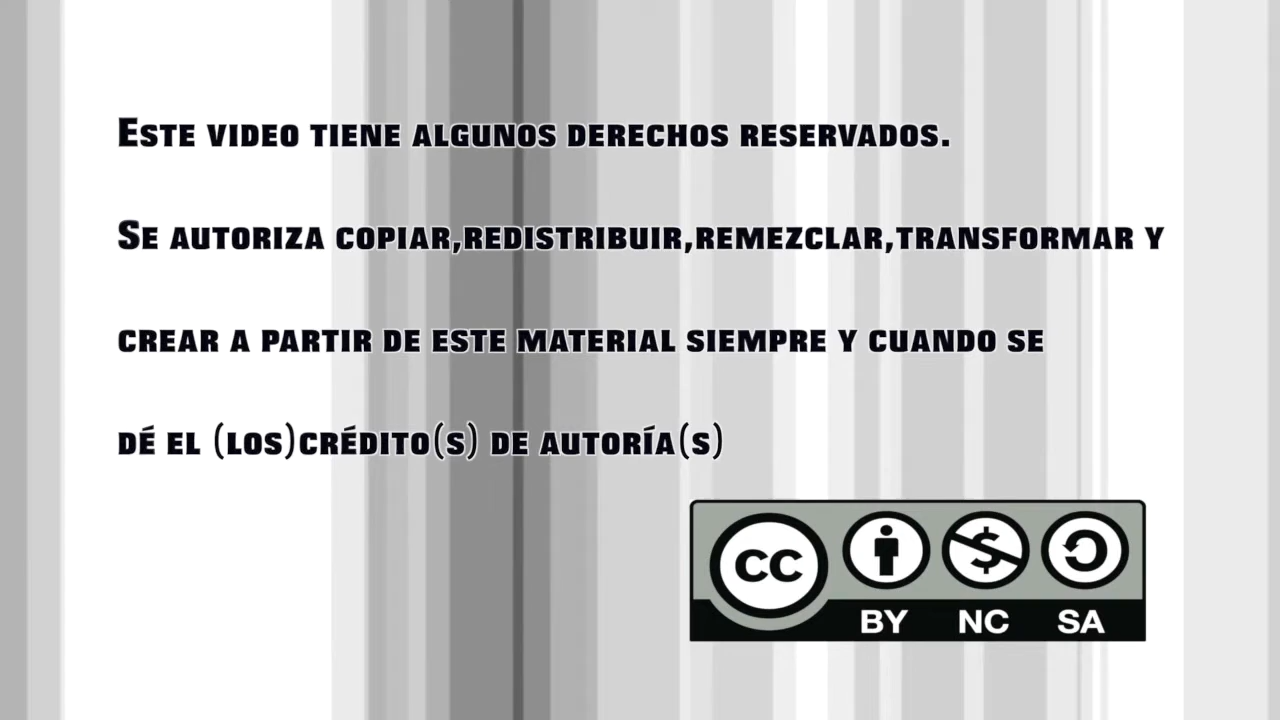 Este video tiene algunos derechos reservados.
Se autoriza copiar,redistribuir,remezclar,transformar y
crear a partir de este material siempre y cuando se
dé el (los)crédito(s) de autoría(s)
cc
BY NC SA